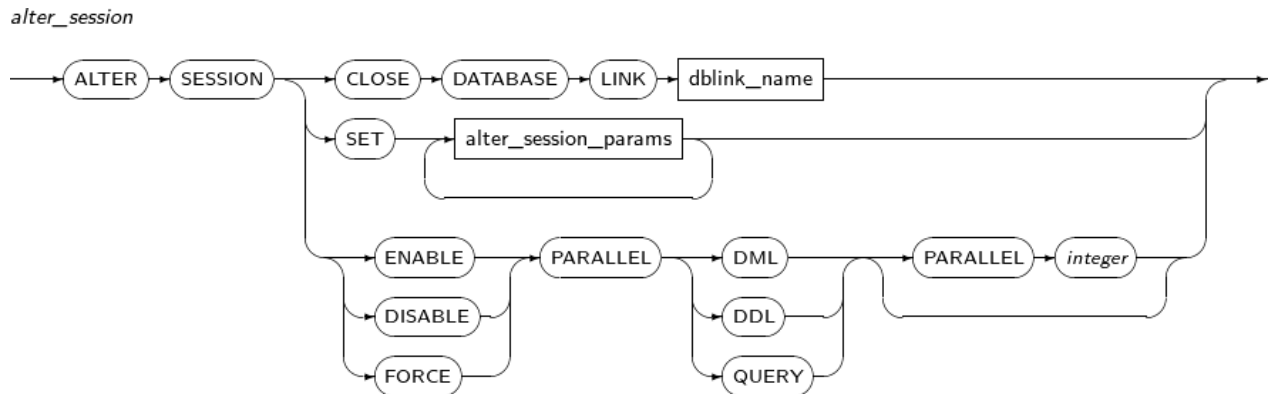 alter_session
ALTER SESSION CLOSE DATABASE LINK dblink_name
SET alter_session_params
ENABLE PARALLEL DML PARALLEL integer
DISABLE DDL
FORCE QUERY